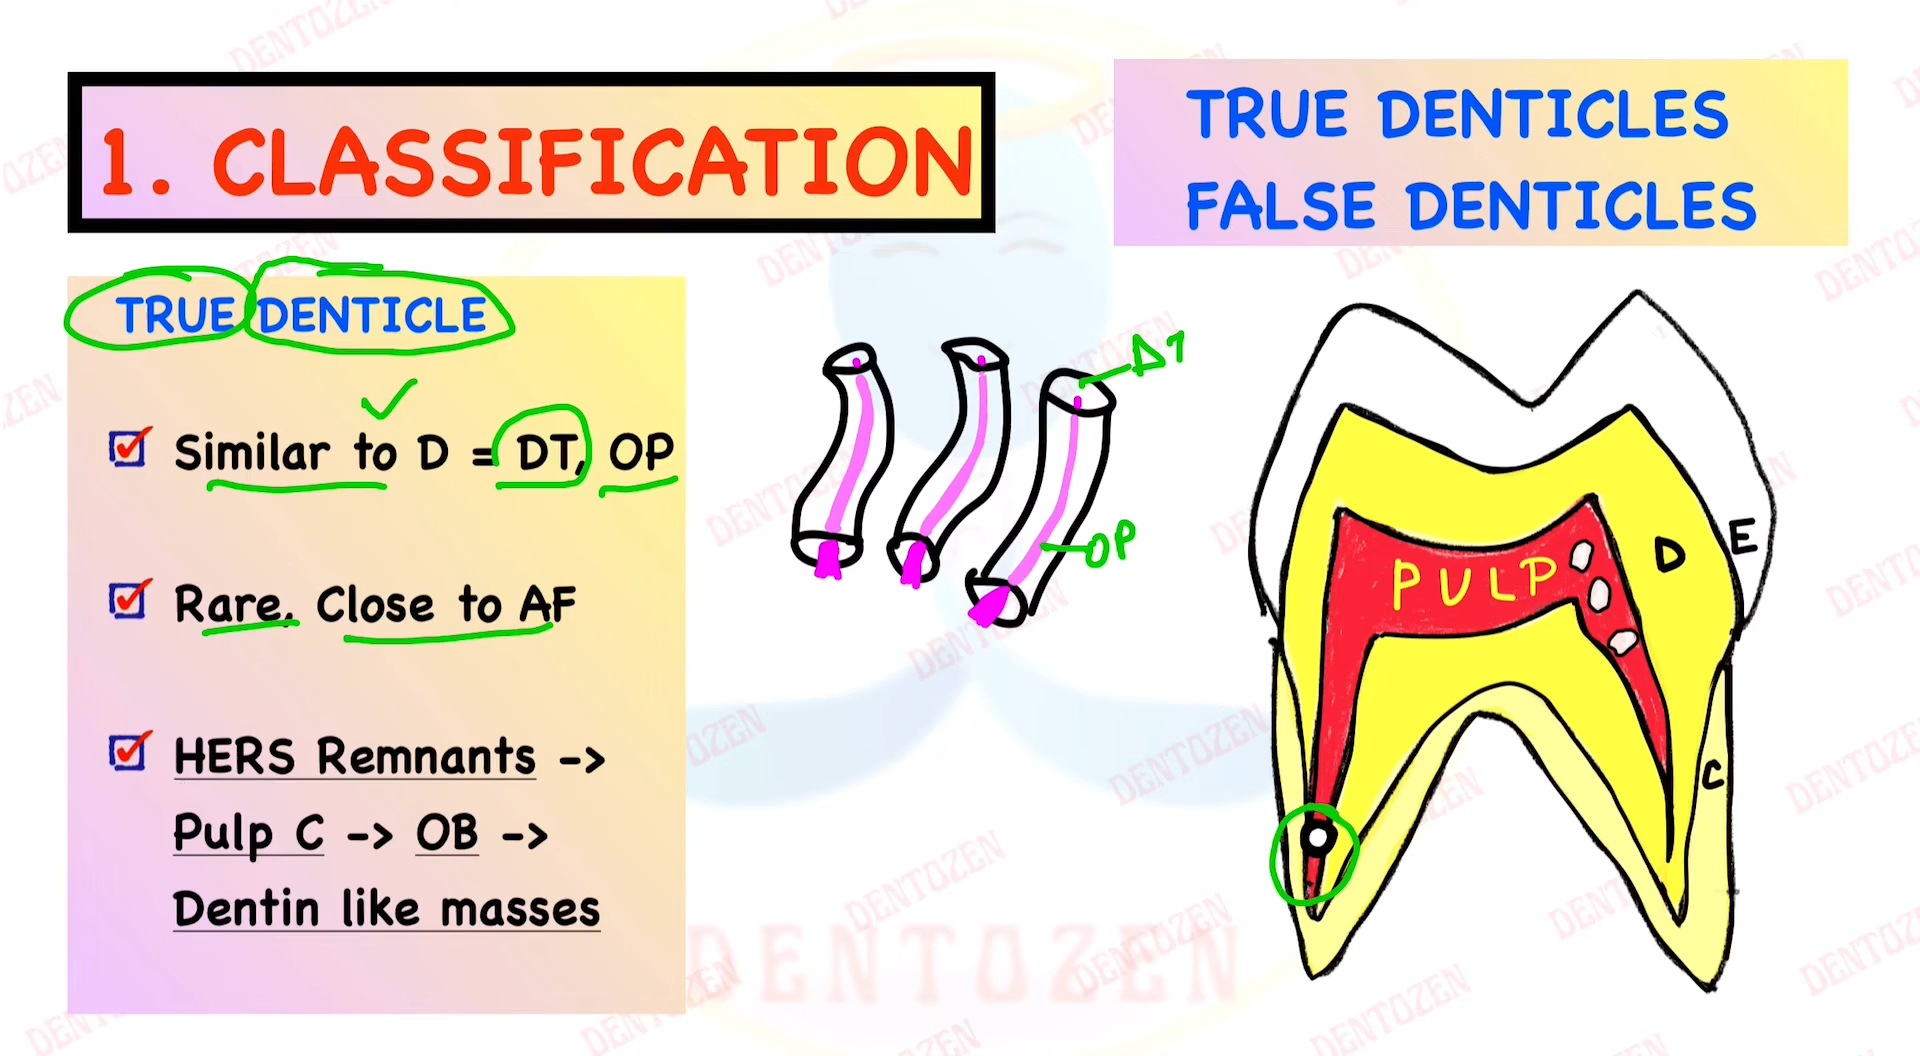 1. CLASSIFICATION
TRUE DENTICLES
FALSE DENTICLES
TRUE DENTICLE
Similar to D = DT, OP
Rare, Close to AF
HERS Remnants ->
Pulp C -> OB ->
Dentin like masses
DT
OP
PULP
D
E
C
DENTOZEN